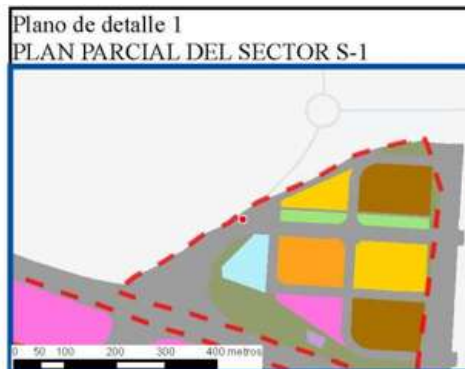 Plano de detalle 1
PLAN PARCIAL DEL SECTOR S-1
0 50 100 200 300 400 metros